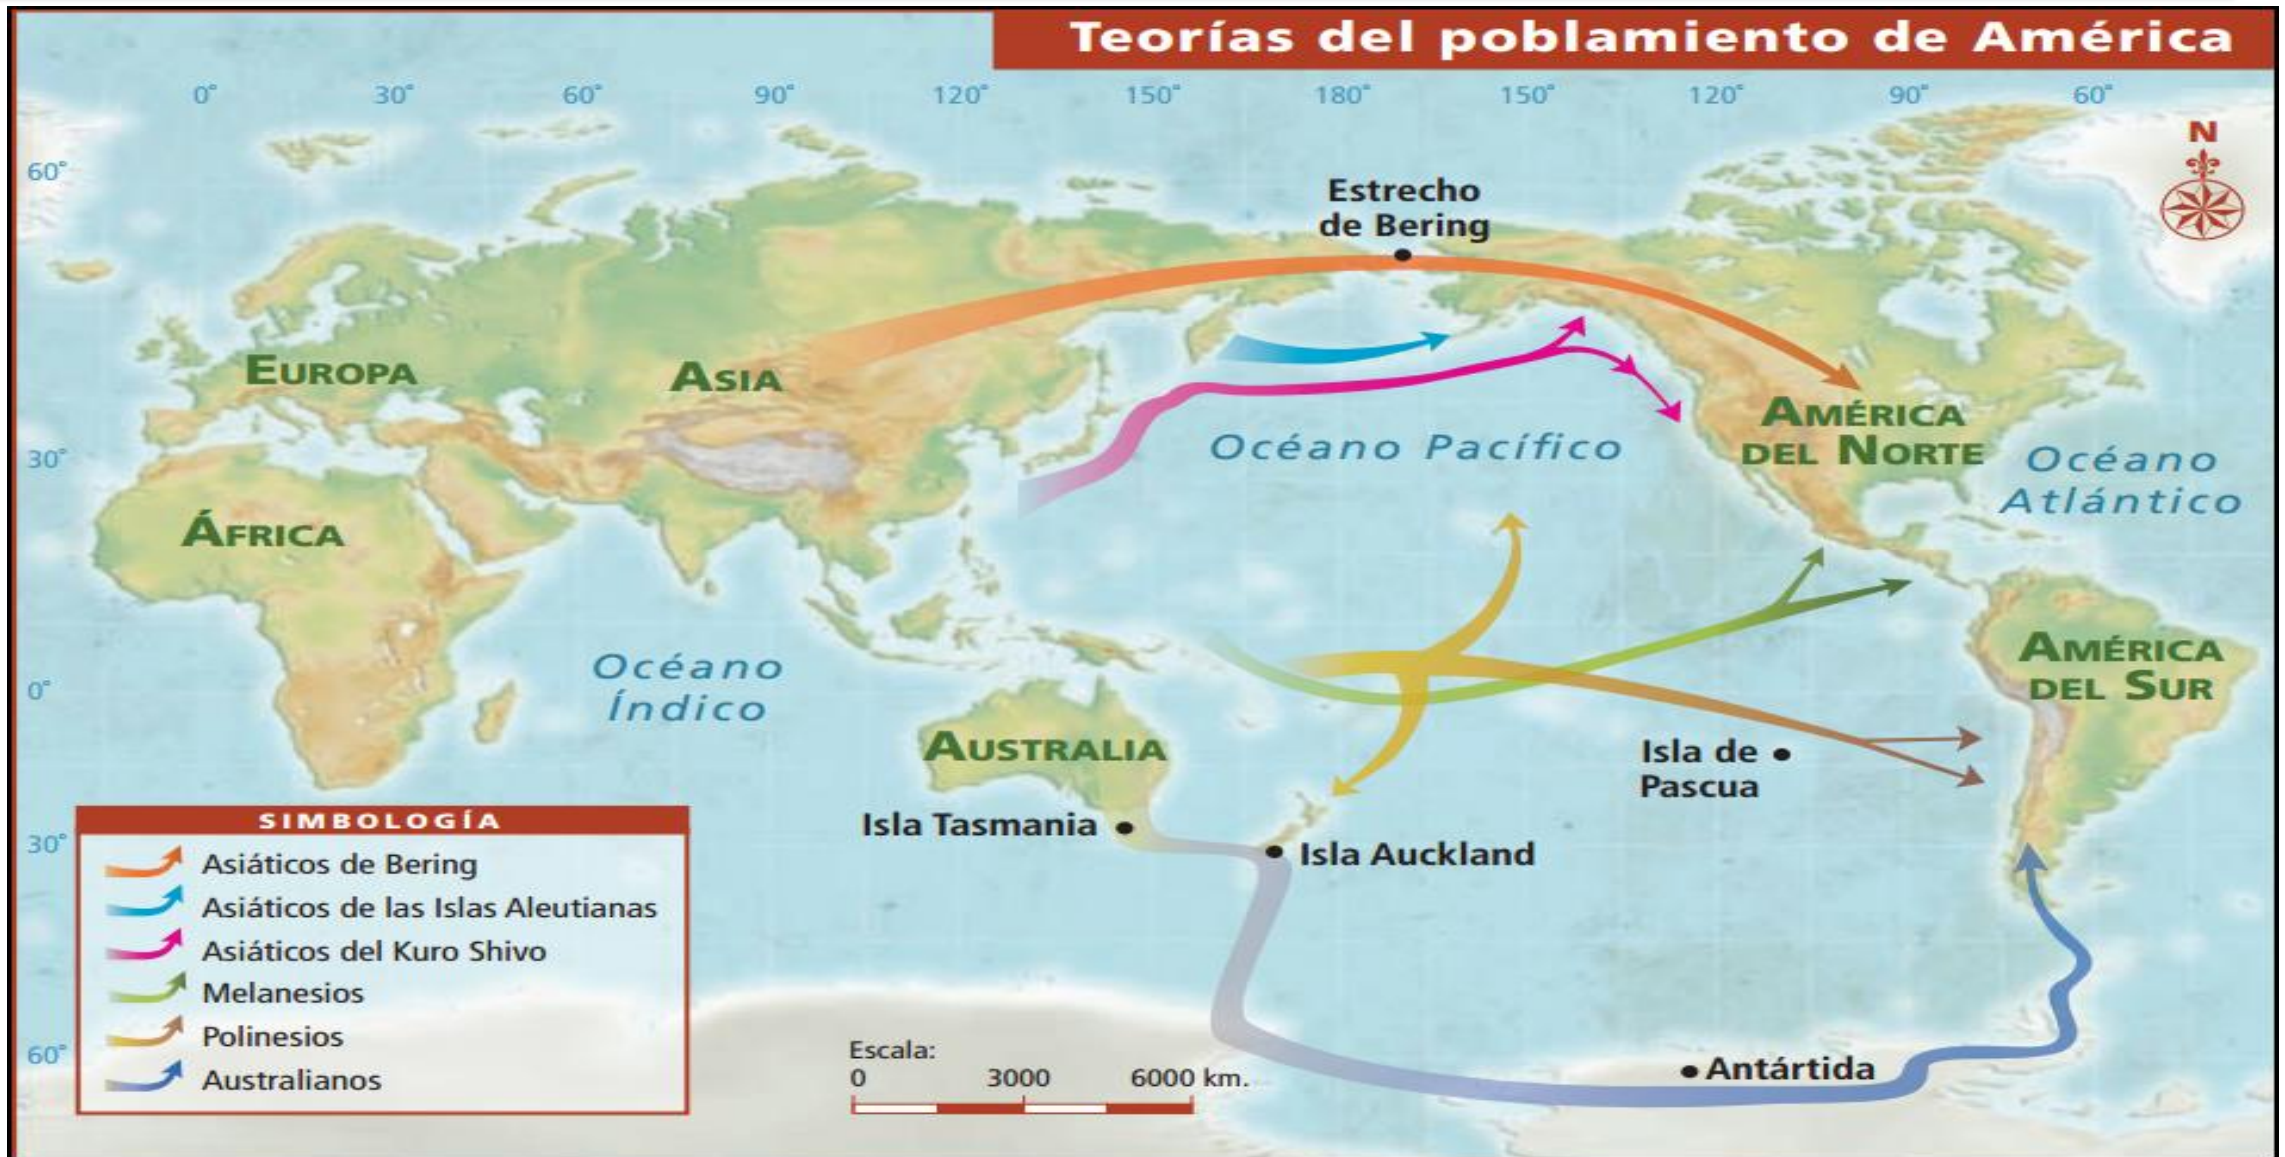 Teorías del poblamiento de América
0° 30° 60° 90° 120° 150° 180° 150° 120° 90° 60°
N
60°
Estrecho
de Bering
EUROPA
ASIA
AMÉRICA
DEL NORTE
Océano Pacífico
Océano
Atlántico
30°
ÁFRICA
Océano
Índico
0°
AMÉRICA
DEL SUR
AUSTRALIA
Isla de
Pascua
Isla Tasmania
Isla Auckland
30°
SIMBOLOGÍA
Asiáticos de Bering
Asiáticos de las Islas Aleutianas
Asiáticos del Kuro Shivo
Melanesios
Polinesios
Australianos
60°
Escala:
0 3000 6000 km.
Antártida